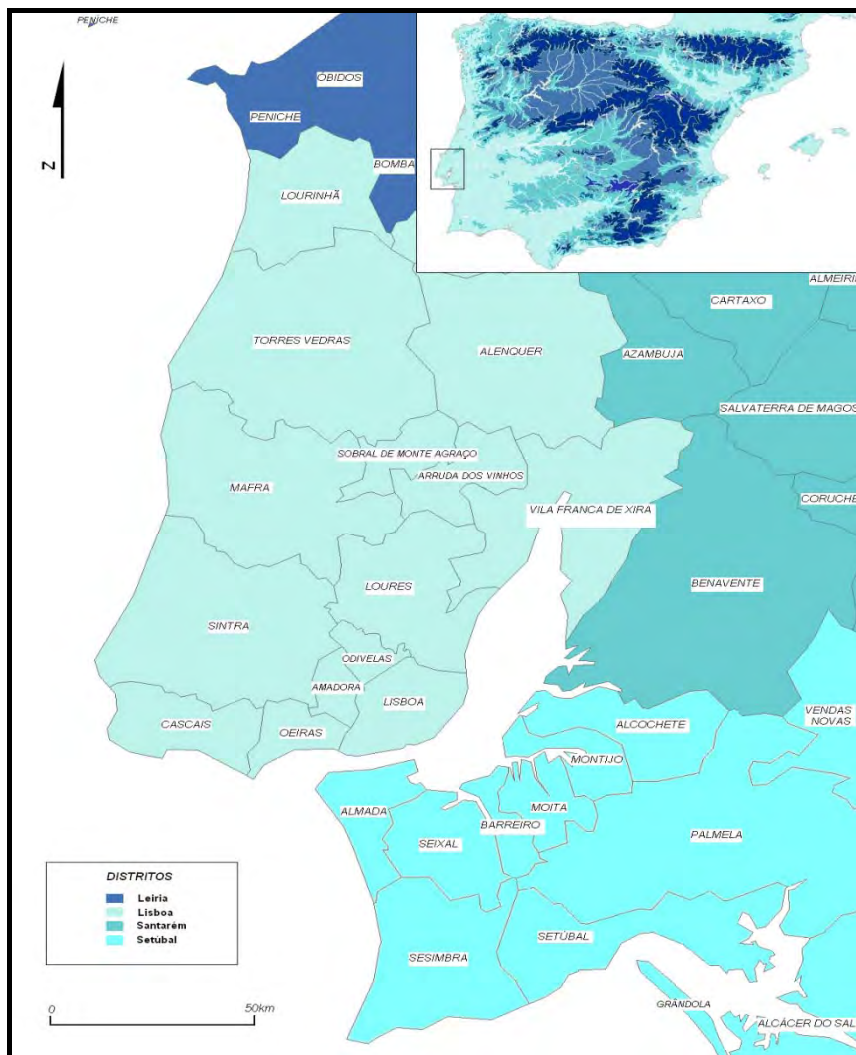 PENICHE
ÓBIDOS
PENICHE
Z
BOMBA
LOURINHÃ
ALMEIRI
CARTAXO
TORRES VEDRAS
ALENQUER
AZAMBUJA
SALVATERRA DE MAGOS
SOBRAL DE MONTE AGRAÇO
ARRUDA DOS VINHOS
MAFRA
CORUCHE
VILA FRANCA DE XIRA
BENAVENTE
LOURES
SINTRA
ODIVELAS
AMADORA
LISBOA
CASCAIS
OEIRAS
ALCOCHETE
VENDAS
NOVAS
MONTIJO
ALMADA
MOITA
BARREIRO
SEIXAL
PALMELA
SETÚBAL
SESIMBRA
GRÂNDOLA
ALCÁCER DO SAL
DISTRITOS
Leiria
Lisboa
Santarém
Setúbal
0 50km